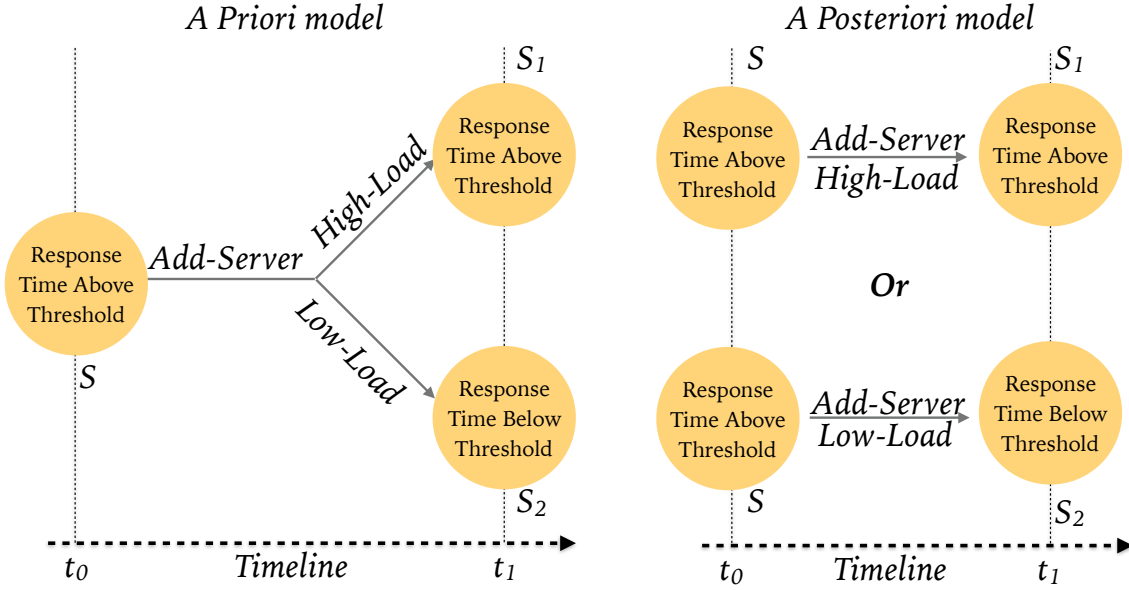 A Priori model
S₁
Response
Time Above
Threshold
High-Load
Response
Time Above
Threshold
Add-Server
Low-Load
S
Response
Time Below
Threshold
S₂
t₀
Timeline
t₁
A Posteriori model
S
S₁
Response
Time Above
Threshold
Add-Server
High-Load
Response
Time Above
Threshold
Or
Response
Time Above
Threshold
Add-Server
Low-Load
Response
Time Below
Threshold
S
S₂
t₀
Timeline
t₁